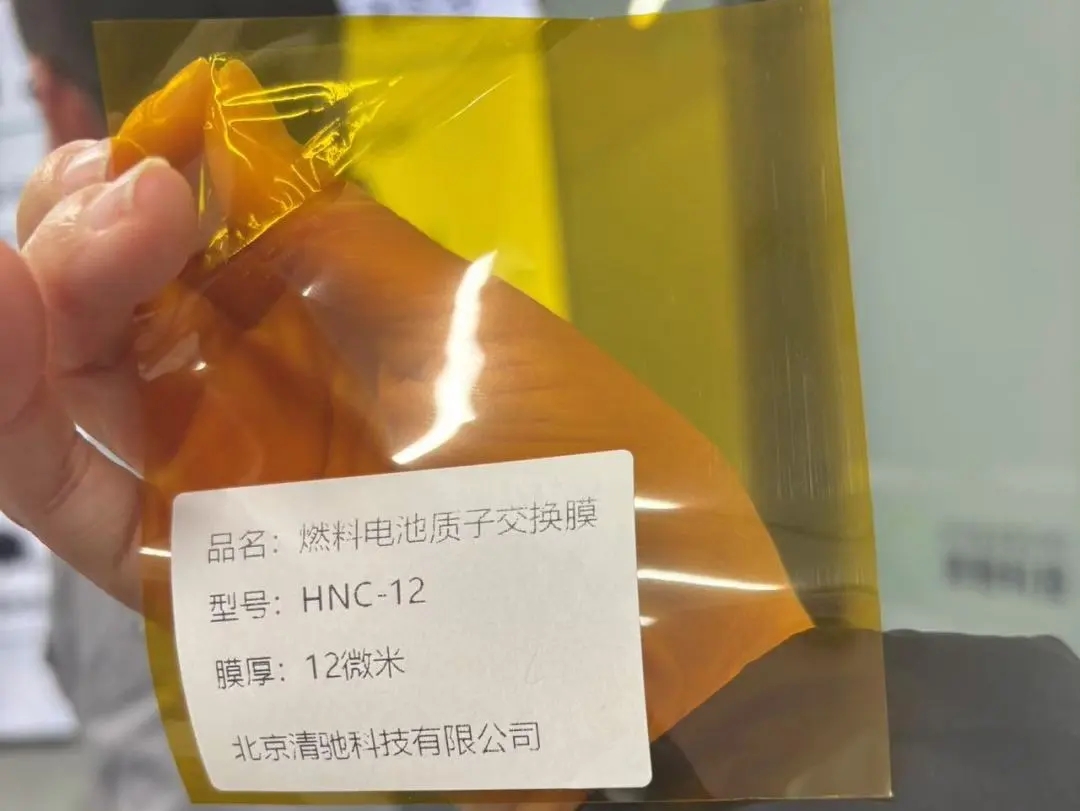 品名：燃料电池质子交换膜
型号：HNC-12
膜厚：12微米
北京清驰科技有限公司